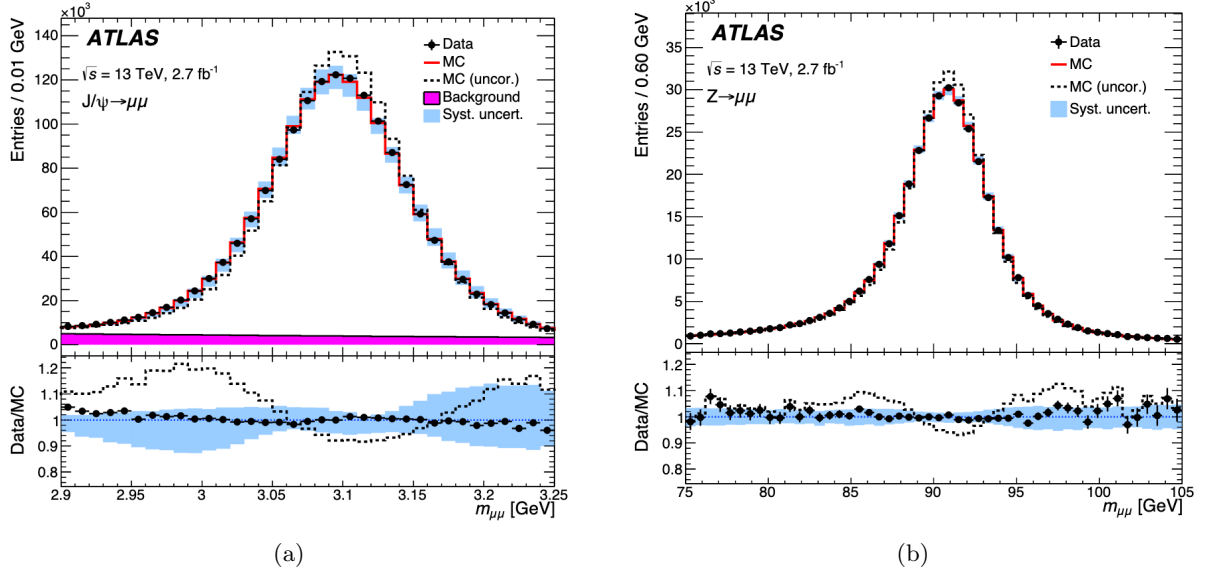 ×10³
140
120
100
80
60
40
20
0
Entries / 0.01 GeV
ATLAS
√s = 13 TeV, 2.7 fb⁻¹
J/ψ→μμ
Data
MC
MC (uncor.)
Background
Syst. uncert.
1.2
1.1
1.0
0.9
0.8
Data/MC
2.9 2.95 3 3.05 3.1 3.15 3.2 3.25
mμμ [GeV]
(a)
×10³
35
30
25
20
15
10
5
0
Entries / 0.60 GeV
ATLAS
√s = 13 TeV, 2.7 fb⁻¹
Z→μμ
Data
MC
MC (uncor.)
Syst. uncert.
1.2
1.1
1
0.9
0.8
Data/MC
75 80 85 90 95 100 105
mμμ [GeV]
(b)